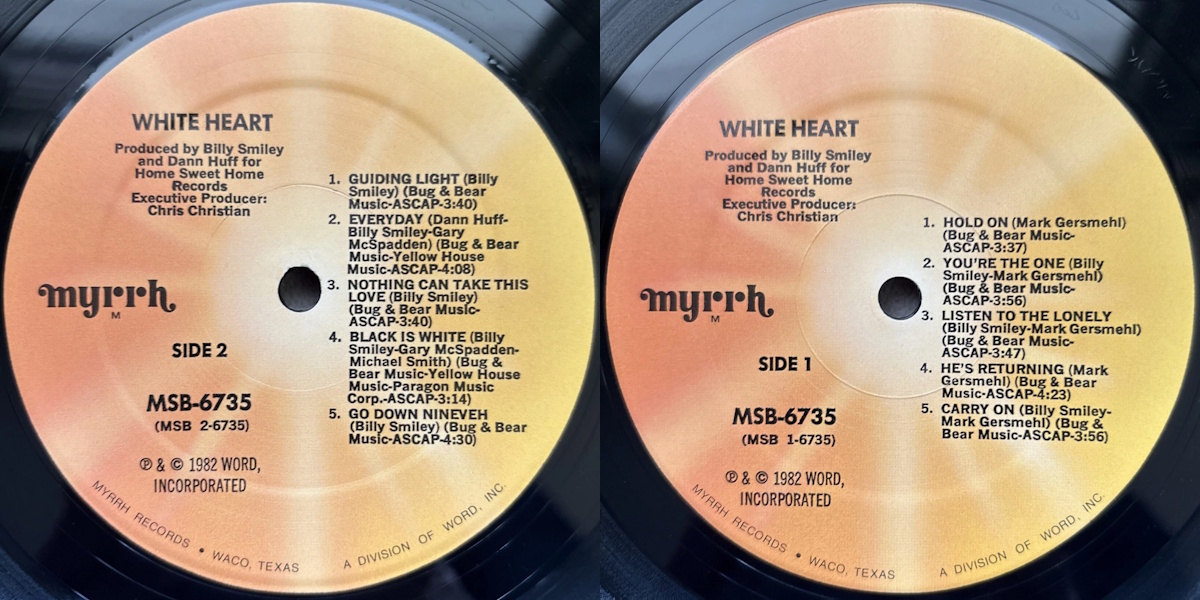 WHITE HEART
Produced by Billy Smiley
and Dann Huff for
Home Sweet Home
Records
Executive Producer:
Chris Christian
1. GUIDING LIGHT (Billy
Smiley) (Bug & Bear
Music-ASCAP-3:40)
2. EVERYDAY (Dann Huff-
Billy Smiley-Gary
McSpadden) (Bug & Bear
Music-Yellow House
Music-ASCAP-4:08)
3. NOTHING CAN TAKE THIS
LOVE (Billy Smiley)
(Bug & Bear Music-
ASCAP-3:40)
4. BLACK IS WHITE (Billy
Smiley-Gary McSpadden-
Michael Smith) (Bug &
Bear Music-Yellow House
Music-Paragon Music
Corp.-ASCAP-3:14)
5. GO DOWN NINEVEH
(Billy Smiley) (Bug & Bear
Music-ASCAP-4:30)
myrrh
M
SIDE 2
MSB-6735
(MSB 2-6735)
℗ & © 1982 WORD,
INCORPORATED
MYRRH RECORDS • WACO, TEXAS A DIVISION OF WORD, INC.
WHITE HEART
Produced by Billy Smiley
and Dann Huff for
Home Sweet Home
Records
Executive Producer:
Chris Christian
1. HOLD ON (Mark Gersmehl)
(Bug & Bear Music-
ASCAP-3:37)
2. YOU'RE THE ONE (Billy
Smiley-Mark Gersmehl)
(Bug & Bear Music-
ASCAP-3:56)
3. LISTEN TO THE LONELY
(Billy Smiley-Mark Gersmehl)
(Bug & Bear Music-
ASCAP-3:47)
4. HE'S RETURNING (Mark
Gersmehl) (Bug & Bear
Music-ASCAP-4:23)
5. CARRY ON (Billy Smiley-
Mark Gersmehl) (Bug &
Bear Music-ASCAP-3:56)
myrrh
M
SIDE 1
MSB-6735
(MSB 1-6735)
℗ & © 1982 WORD,
INCORPORATED
MYRRH RECORDS • WACO, TEXAS A DIVISION OF WORD, INC.